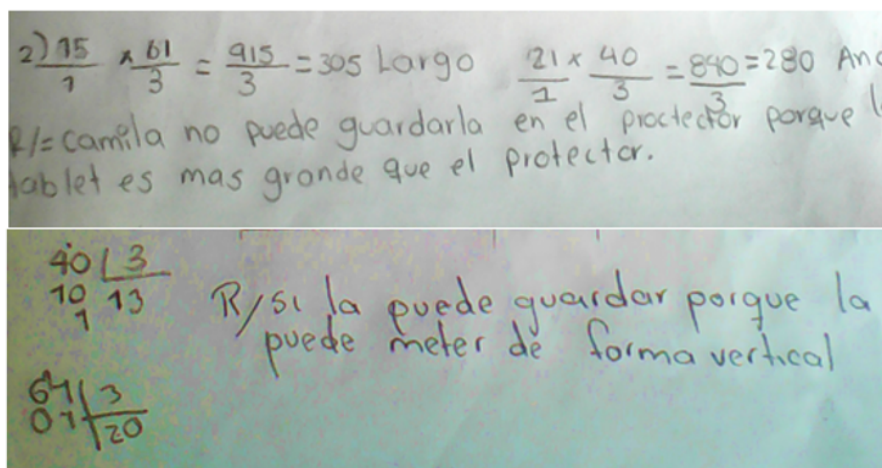 2) 15/1 x 61/3 = 915/3 = 305 Largo 21/1 x 40/3 = 840/3 = 280 Anc
R/= camila no puede guardarla en el proctector porque l
tablet es mas grande que el protector.
40 | 3
10 13
1
R/si la puede guardar porque la
puede meter de forma vertical
61 | 3
01 20